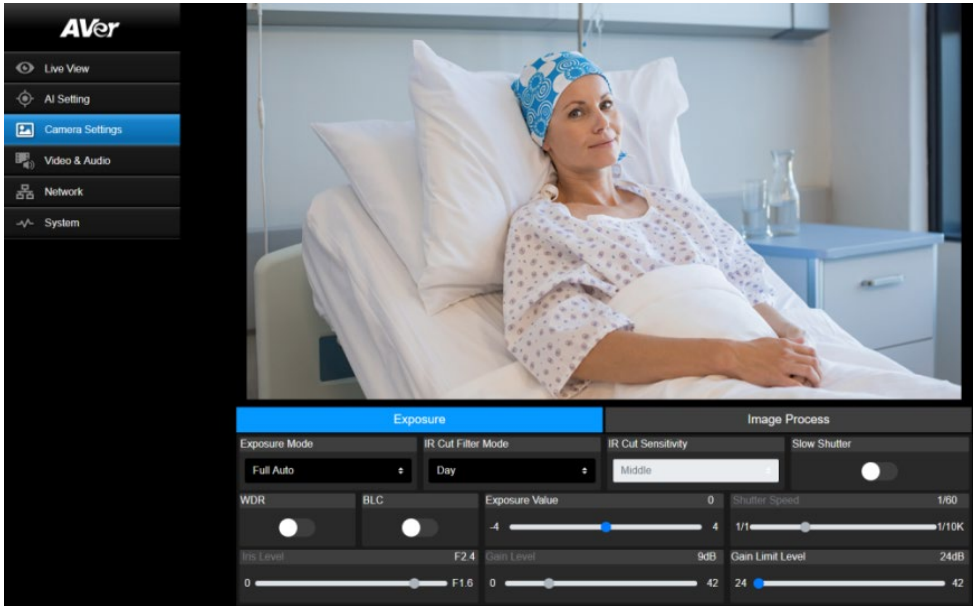 AVer
Live View
AI Setting
Camera Settings
Video & Audio
Network
System
Exposure
Image Process
Exposure Mode
IR Cut Filter Mode
IR Cut Sensitivity
Slow Shutter
Full Auto
Day
Middle
WDR
BLC
Exposure Value 0
Shutter Speed 1/60
-4 4
1/1 1/10K
Iris Level F2.4
Gain Level 9dB
Gain Limit Level 24dB
0 F1.6
0 42
24 42